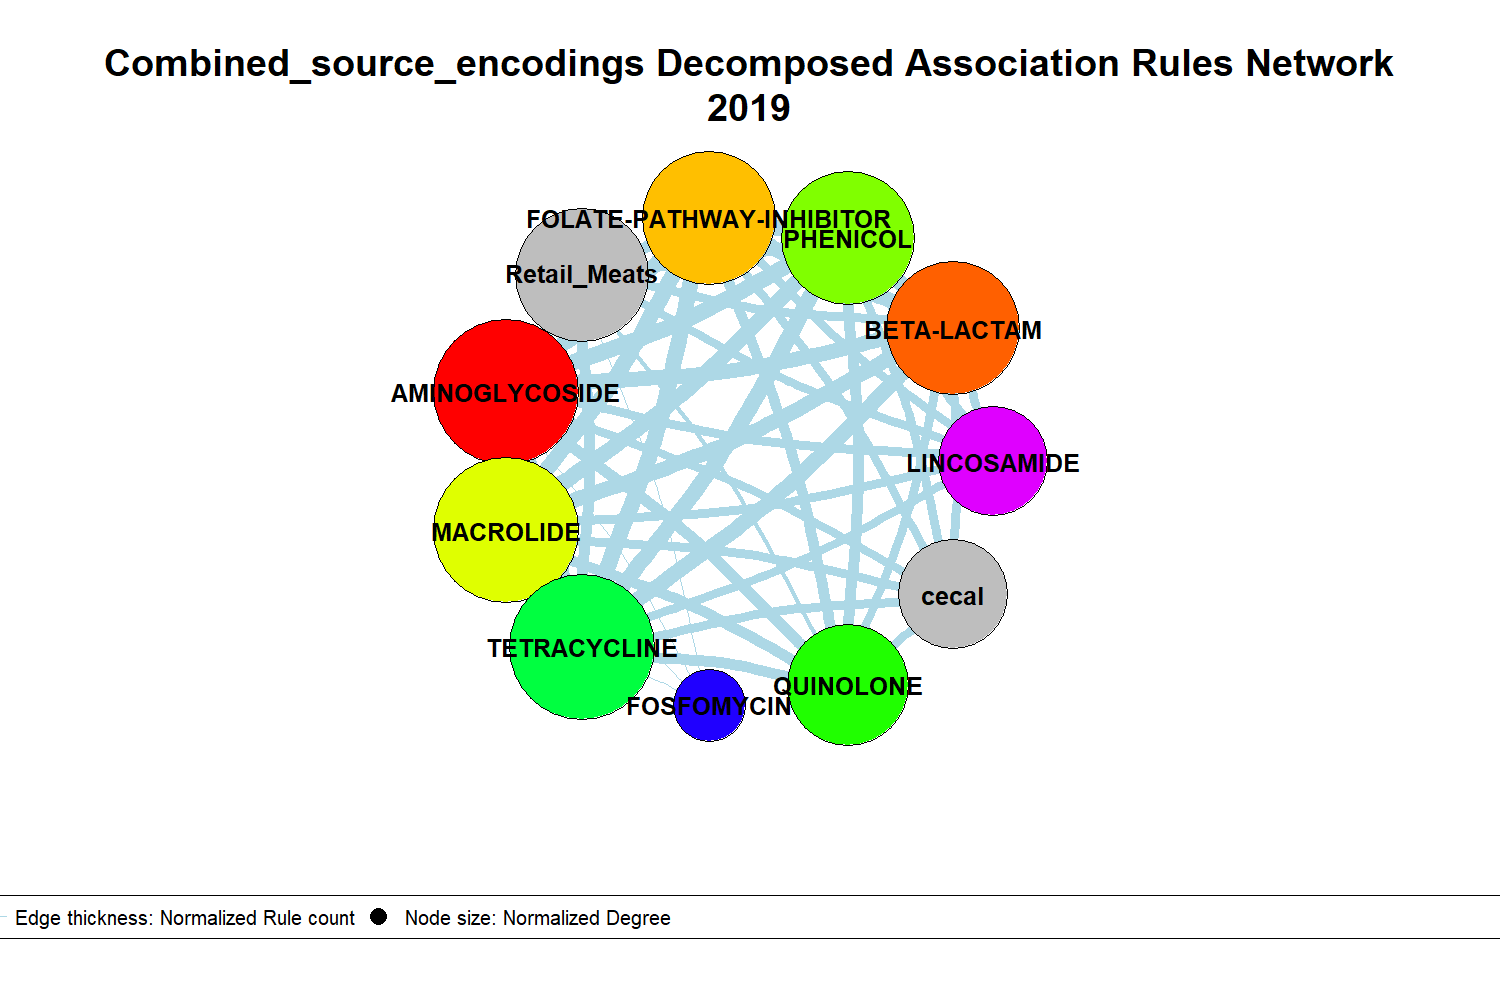 Combined_source_encodings Decomposed Association Rules Network
2019
FOLATE-PATHWAY-INHIBITOR
PHENICOL
Retail_Meats
BETA-LACTAM
AMINOGLYCOSIDE
LINCOSAMIDE
MACROLIDE
cecal
TETRACYCLINE
QUINOLONE
FOSFOMYCIN
Edge thickness: Normalized Rule count Node size: Normalized Degree